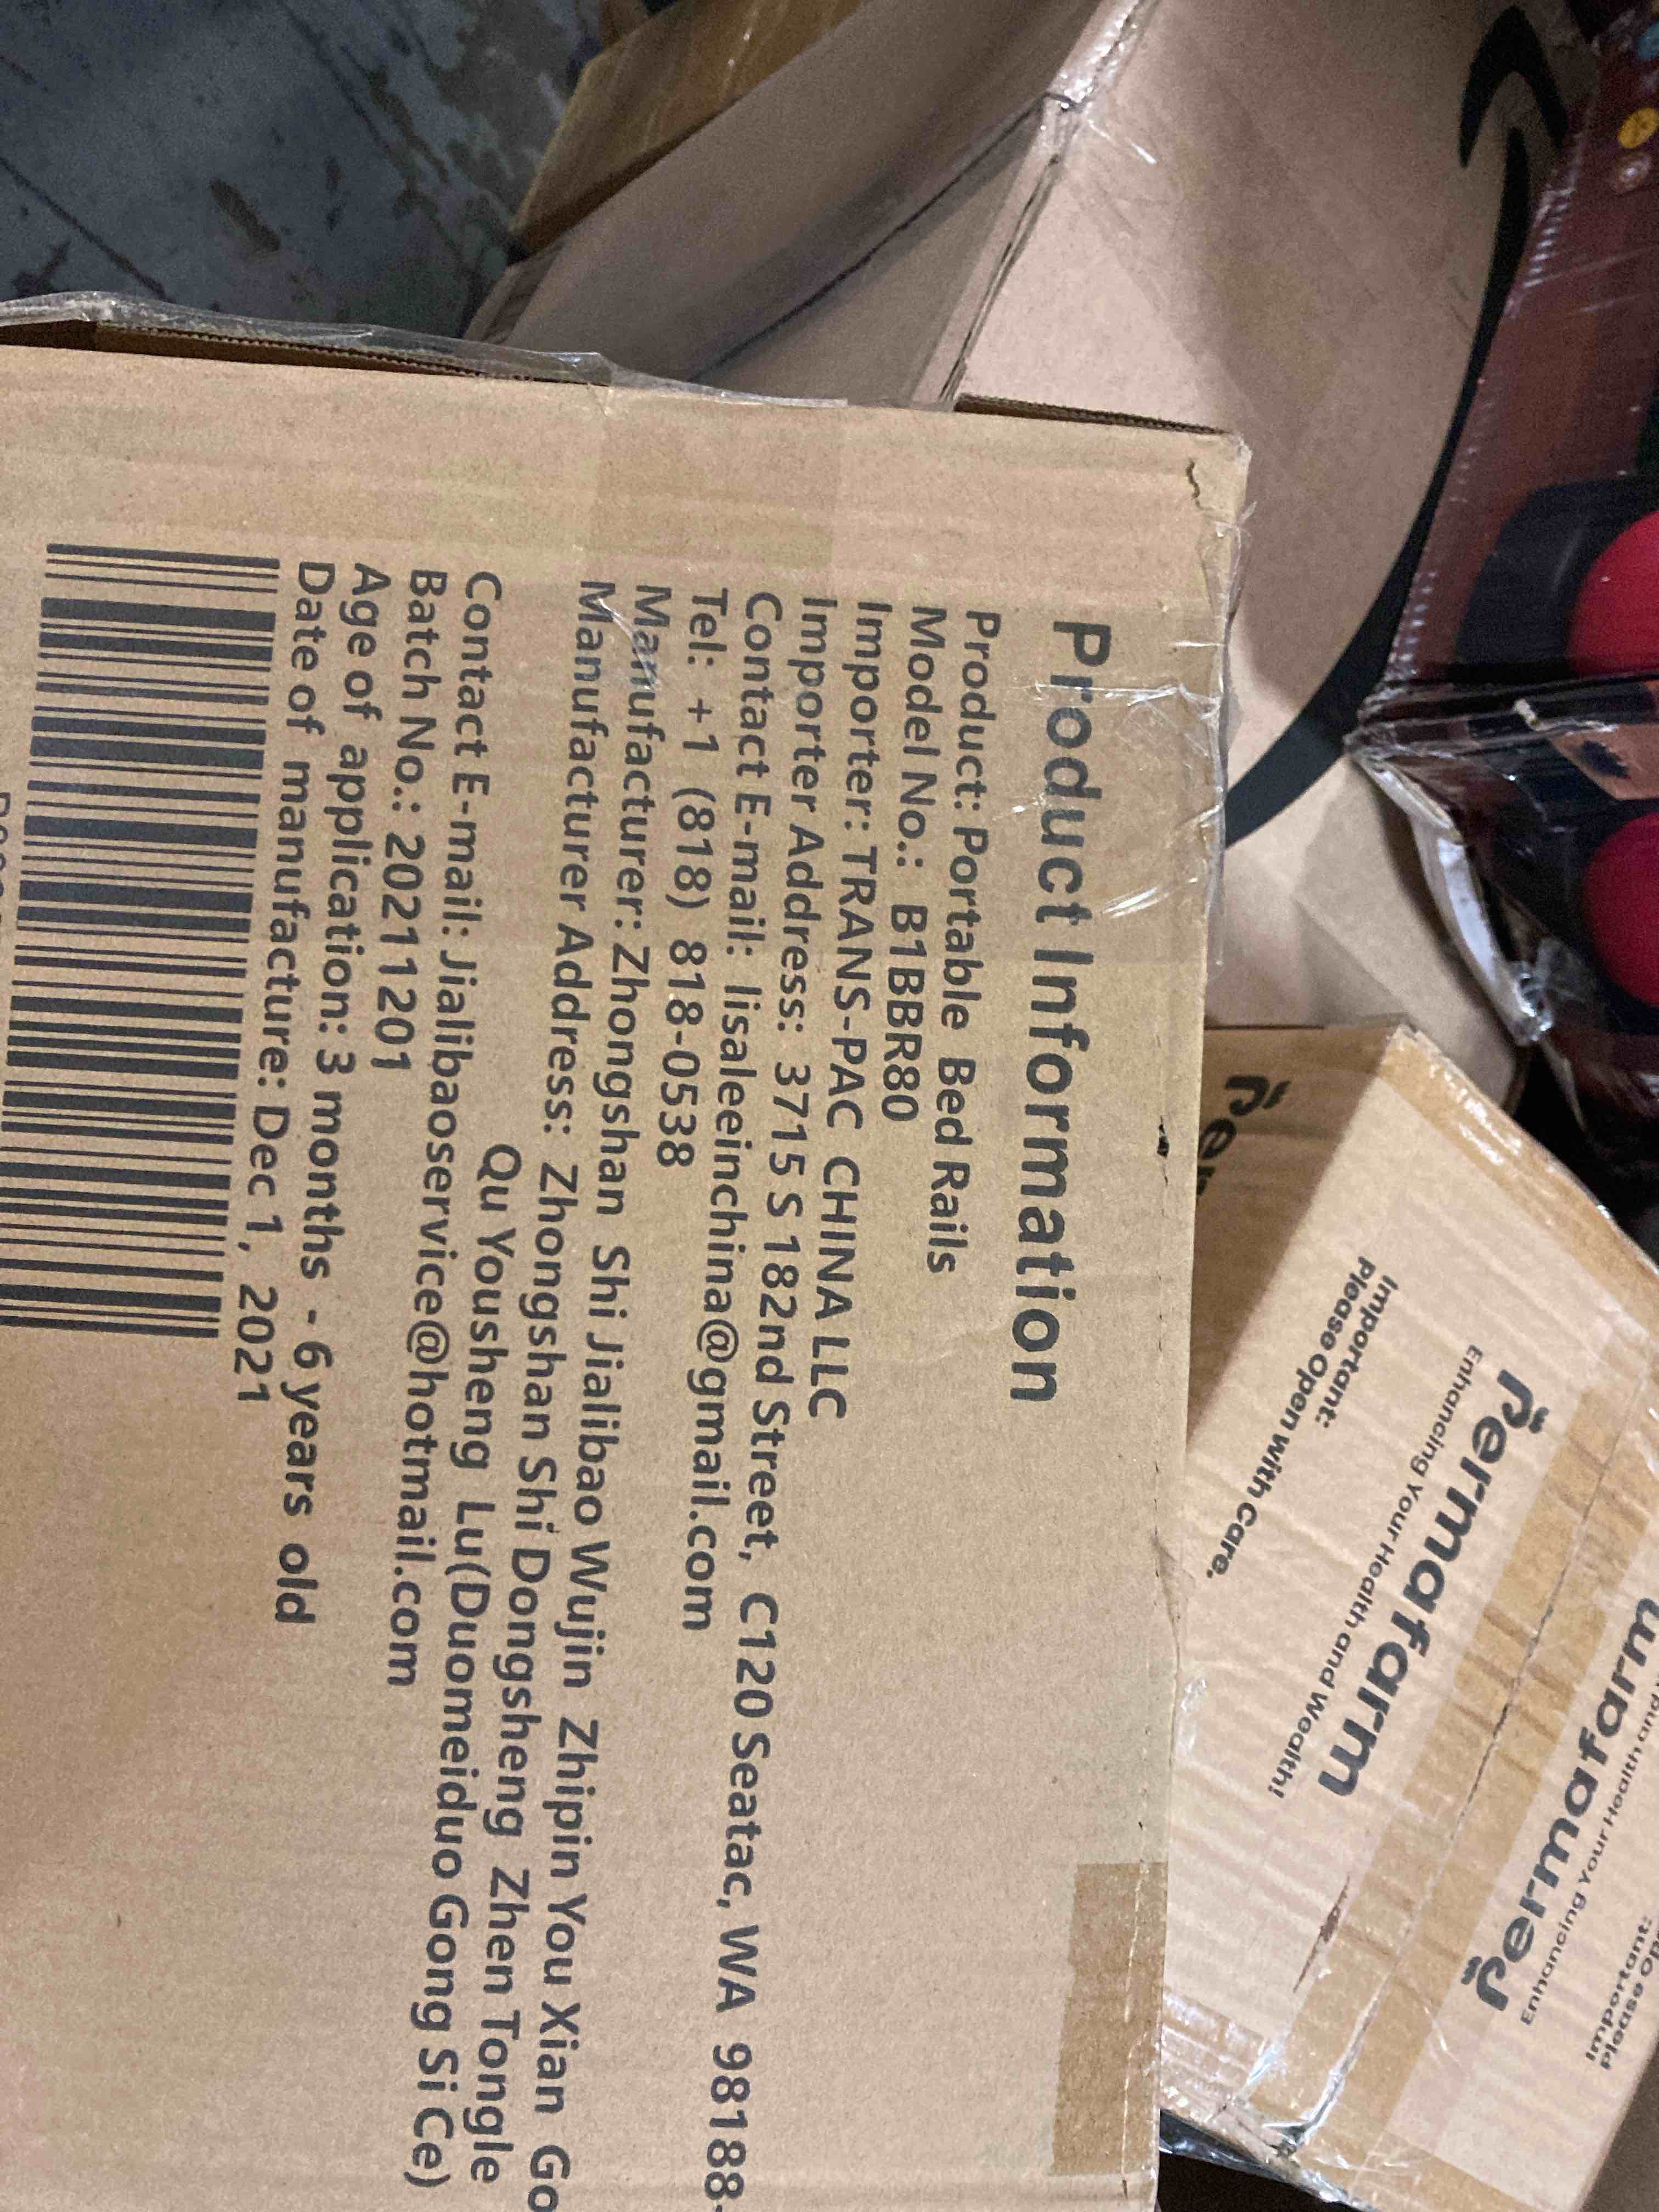 Product Information
Product: Portable Bed Rails
Model No.: B1BBR80
Importer: TRANS-PAC CHINA LLC
Importer Address: 3715 S 182nd Street, C120 Seatac, WA 98188-
Contact E-mail: lisaleeinchina@gmail.com
Tel: +1 (818) 818-0538
Manufacturer: Zhongshan Shi Jialibao Wujin Zhipin You Xian Go
Manufacturer Address: Zhongshan Shi Dongsheng Zhen Tongle
Qu Yousheng Lu(Duomeiduo Gong Si Ce)
Contact E-mail: Jialibaoservice@hotmail.com
Batch No.: 20211201
Age of application: 3 months - 6 years old
Date of manufacture: Dec 1, 2021
Permafarm
Enhancing Your Health and Wealth!
Important:
Please Open with Care.
Permafarm
Enhancing Your Health and
Important:
Please Op